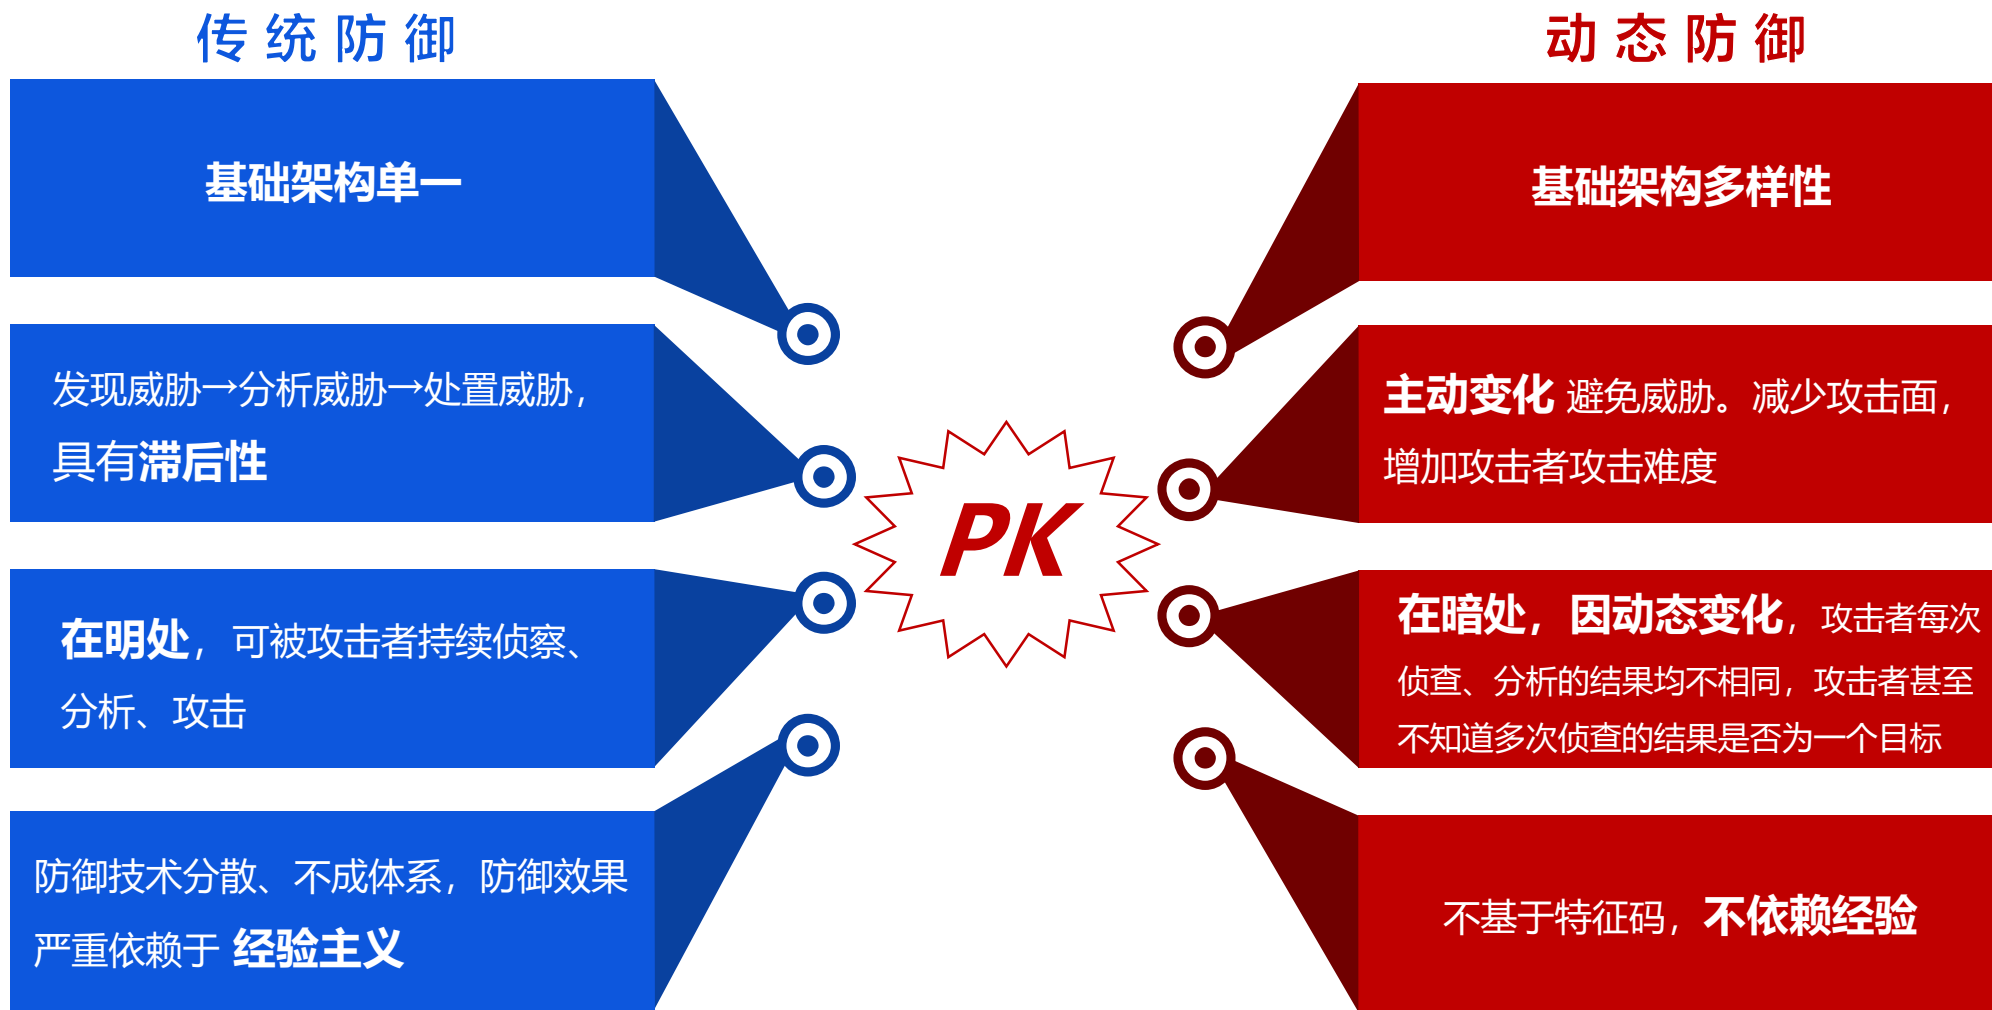 传统防御
基础架构单一
发现威胁→分析威胁→处置威胁，
具有滞后性
在明处，可被攻击者持续侦察、
分析、攻击
防御技术分散、不成体系，防御效果
严重依赖于 经验主义
PK
动态防御
基础架构多样性
主动变化 避免威胁。减少攻击面，
增加攻击者攻击难度
在暗处，因动态变化，攻击者每次
侦查、分析的结果均不相同，攻击者甚至
不知道多次侦查的结果是否为一个目标
不基于特征码，不依赖经验